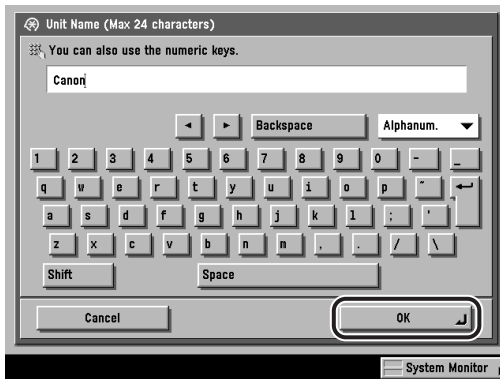 Unit Name (Max 24 characters)
You can also use the numeric keys.
Canon
◄ ► Backspace Alphanum. ▼
1 2 3 4 5 6 7 8 9 0 - _
q w e r t y u i o p ~
a s d f g h j k l ; '
z x c v b n m , . / \
Shift Space
Cancel OK
System Monitor